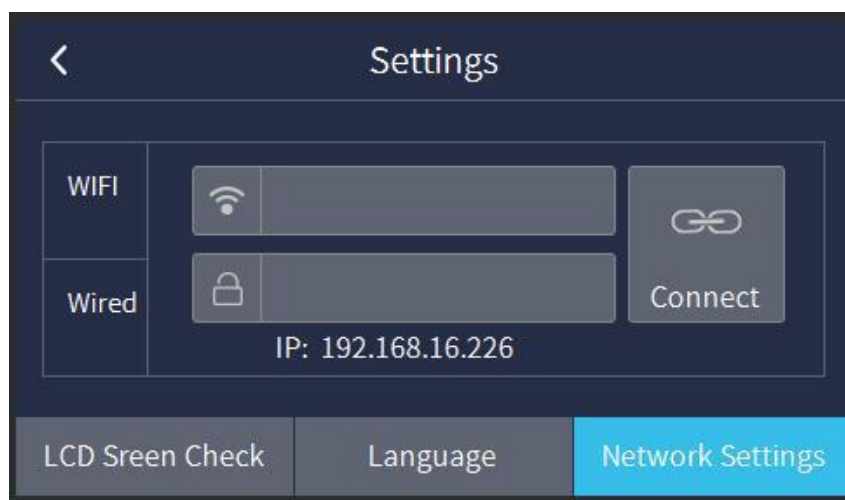 Settings
WIFI
Wired
Connect
IP: 192.168.16.226
LCD Sreen Check
Language
Network Settings